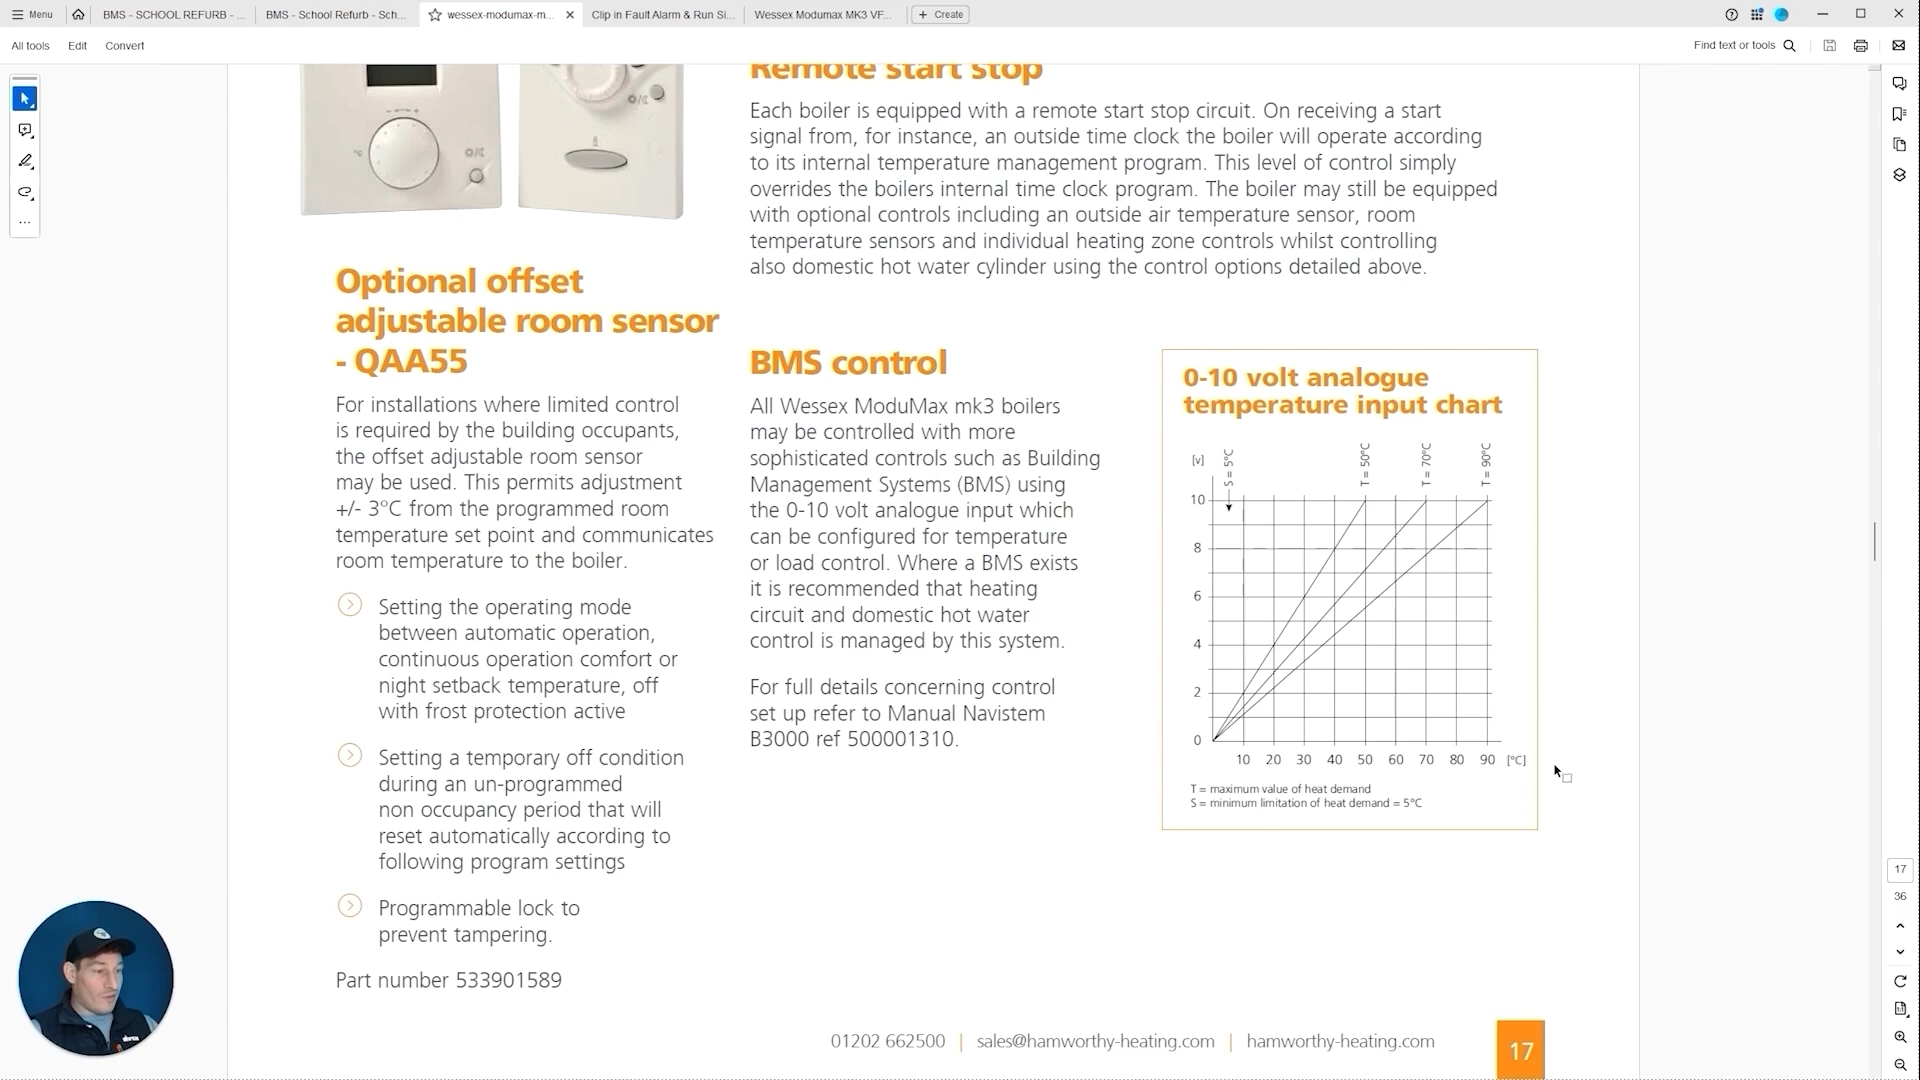 Menu
BMS - SCHOOL REFURB - ...
BMS - School Refurb - Sch...
wessex-modumax-m...
Clip in Fault Alarm & Run Si...
Wessex Modumax MK3 VF...
Create
All tools
Edit
Convert
Find text or tools
Remote start stop
Each boiler is equipped with a remote start stop circuit. On receiving a start
signal from, for instance, an outside time clock the boiler will operate according
to its internal temperature management program. This level of control simply
overrides the boilers internal time clock program. The boiler may still be equipped
with optional controls including an outside air temperature sensor, room
temperature sensors and individual heating zone controls whilst controlling
also domestic hot water cylinder using the control options detailed above.
°C
Optional offset
adjustable room sensor
- QAA55
For installations where limited control
is required by the building occupants,
the offset adjustable room sensor
may be used. This permits adjustment
+/- 3°C from the programmed room
temperature set point and communicates
room temperature to the boiler.
Setting the operating mode
between automatic operation,
continuous operation comfort or
night setback temperature, off
with frost protection active
Setting a temporary off condition
during an un-programmed
non occupancy period that will
reset automatically according to
following program settings
Programmable lock to
prevent tampering.
Part number 533901589
BMS control
All Wessex ModuMax mk3 boilers
may be controlled with more
sophisticated controls such as Building
Management Systems (BMS) using
the 0-10 volt analogue input which
can be configured for temperature
or load control. Where a BMS exists
it is recommended that heating
circuit and domestic hot water
control is managed by this system.
For full details concerning control
set up refer to Manual Navistem
B3000 ref 500001310.
0-10 volt analogue
temperature input chart
[v]
S = 5°C
T = 50°C
T = 70°C
T = 90°C
10
8
6
4
2
0
10 20 30 40 50 60 70 80 90 [°C]
T = maximum value of heat demand
S = minimum limitation of heat demand = 5°C
01202 662500 | sales@hamworthy-heating.com | hamworthy-heating.com
17
17
36